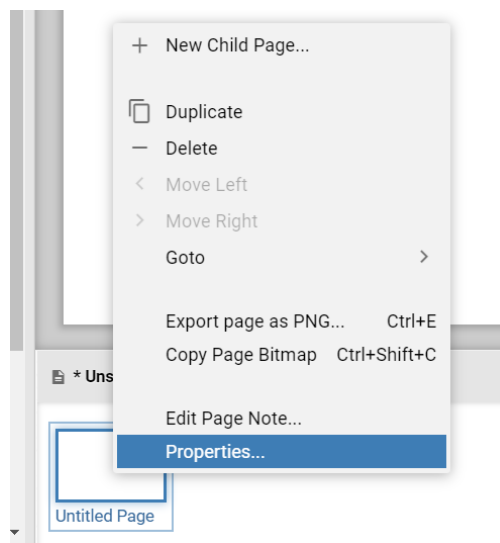 New Child Page...
Duplicate
Delete
Move Left
Move Right
Goto
Export page as PNG... Ctrl+E
Copy Page Bitmap Ctrl+Shift+C
* Uns
Edit Page Note...
Properties...
Untitled Page